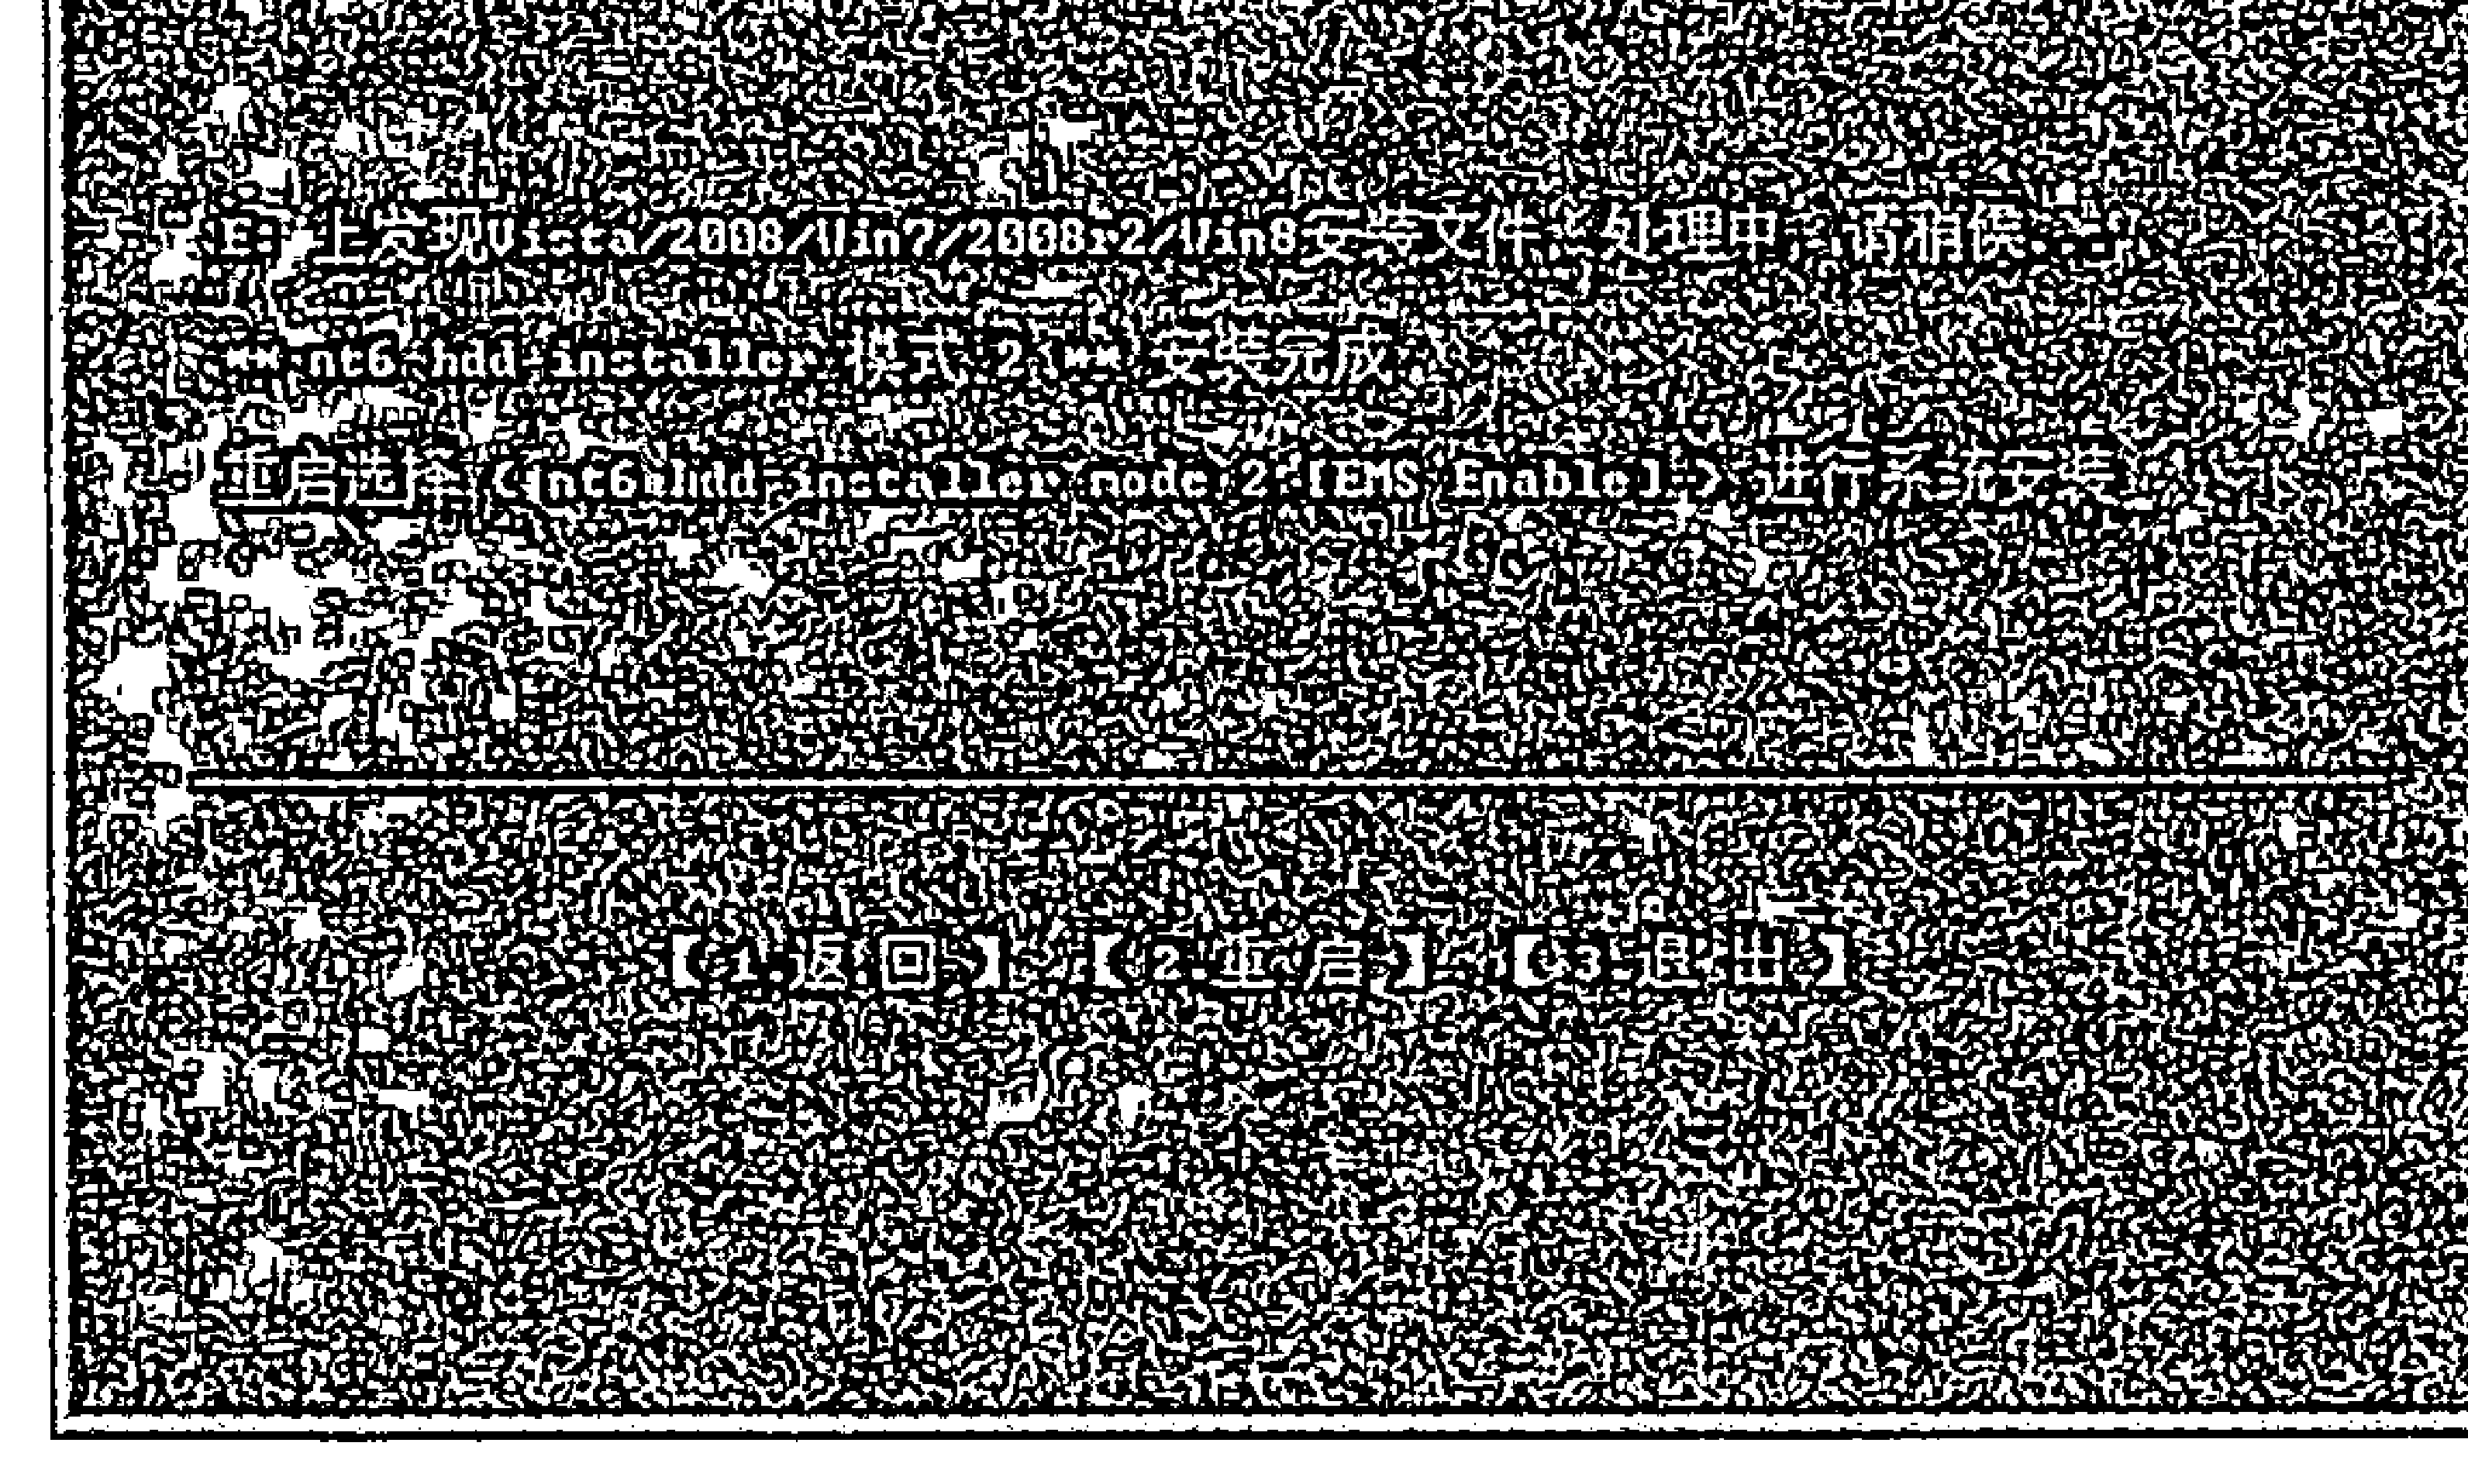 E: 上发现Vista/2008/Win7/2008r2/Win8安装文件 处理中 请稍侯...
** nt6 hdd installer 模式 2 ** 安装完成
重启选择 < nt6 hdd installer mode 2 [EMS Enable] > 进行系统安装
【 1.返 回 】 【 2.重 启 】 【 3.退 出 】